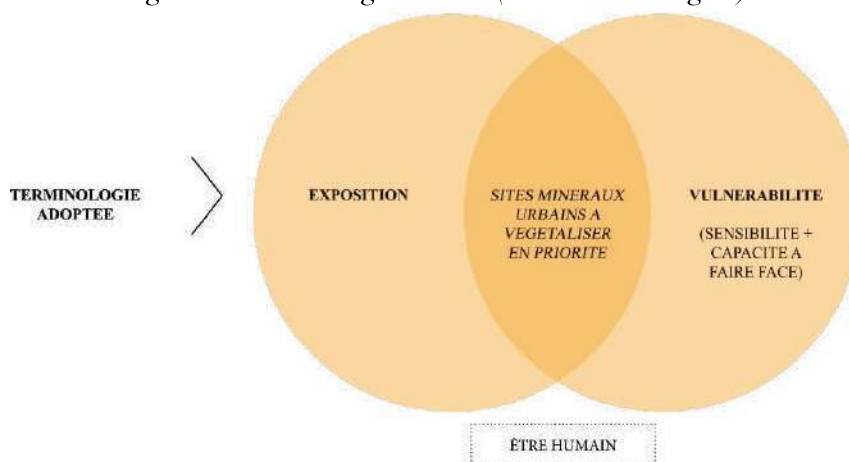 TERMINOLOGIE
ADOPTEE
EXPOSITION
SITES MINERAUX
URBAINS A
VEGETALISER
EN PRIORITE
VULNERABILITE
(SENSIBILITE +
CAPACITE A
FAIRE FACE)
ÊTRE HUMAIN